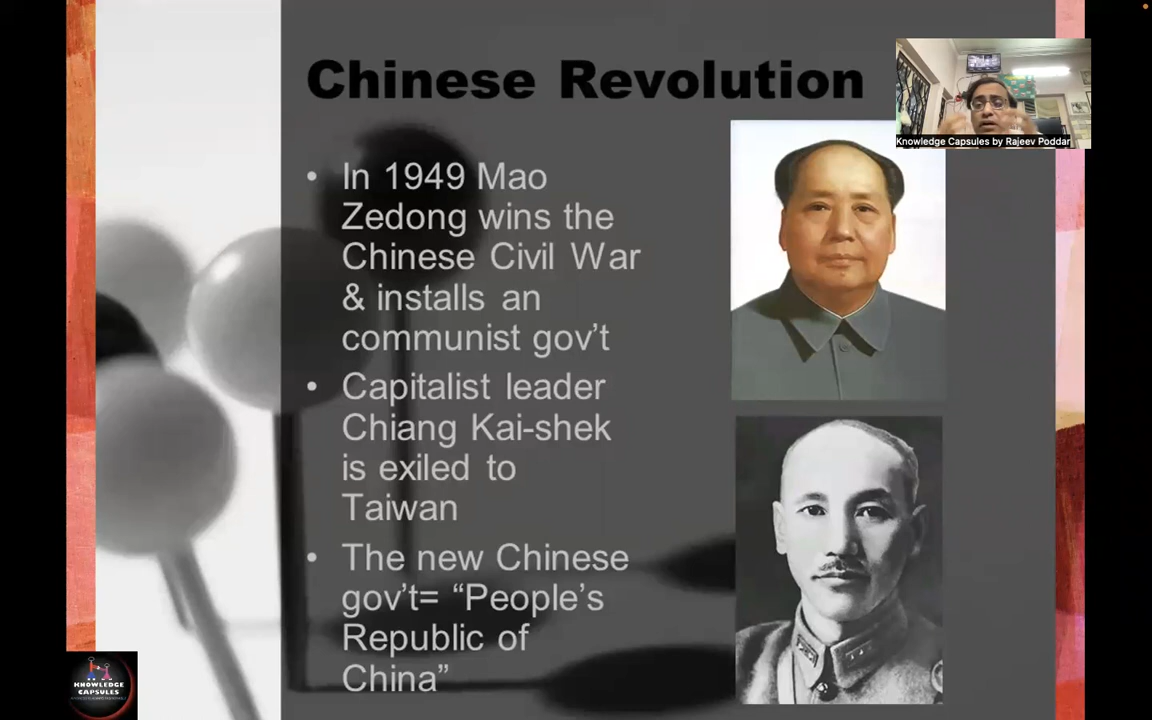 Chinese Revolution
• In 1949 Mao
Zedong wins the
Chinese Civil War
& installs an
communist gov’t
• Capitalist leader
Chiang Kai-shek
is exiled to
Taiwan
• The new Chinese
gov’t= “People’s
Republic of
China”
Knowledge Capsules by Rajeev Poddar
KNOWLEDGE
CAPSULES